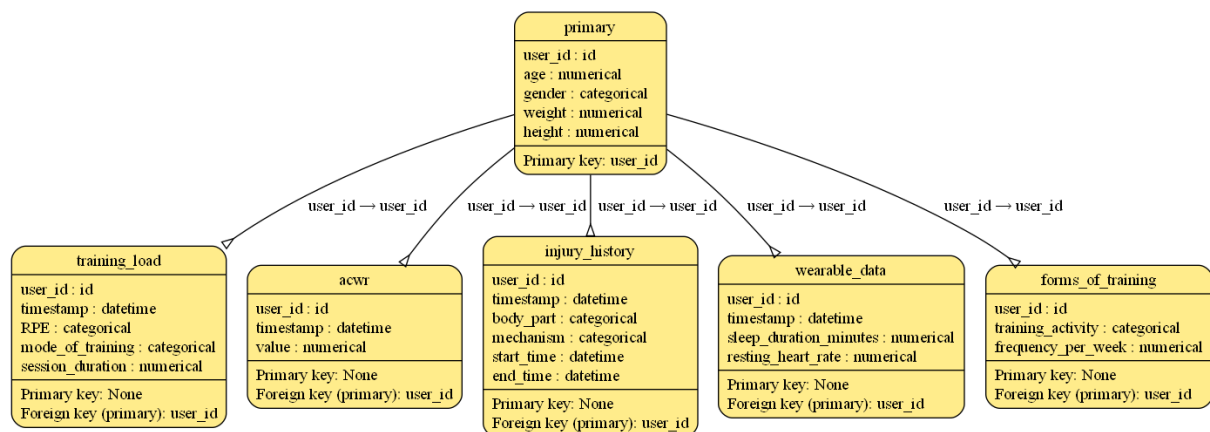 primary
user_id : id
age : numerical
gender : categorical
weight : numerical
height : numerical
Primary key: user_id
user_id → user_id
user_id → user_id
user_id → user_id
user_id → user_id
user_id → user_id
training_load
user_id : id
timestamp : datetime
RPE : categorical
mode_of_training : categorical
session_duration : numerical
Primary key: None
Foreign key (primary): user_id
acwr
user_id : id
timestamp : datetime
value : numerical
Primary key: None
Foreign key (primary): user_id
injury_history
user_id : id
timestamp : datetime
body_part : categorical
mechanism : categorical
start_time : datetime
end_time : datetime
Primary key: None
Foreign key (primary): user_id
wearable_data
user_id : id
timestamp : datetime
sleep_duration_minutes : numerical
resting_heart_rate : numerical
Primary key: None
Foreign key (primary): user_id
forms_of_training
user_id : id
training_activity : categorical
frequency_per_week : numerical
Primary key: None
Foreign key (primary): user_id